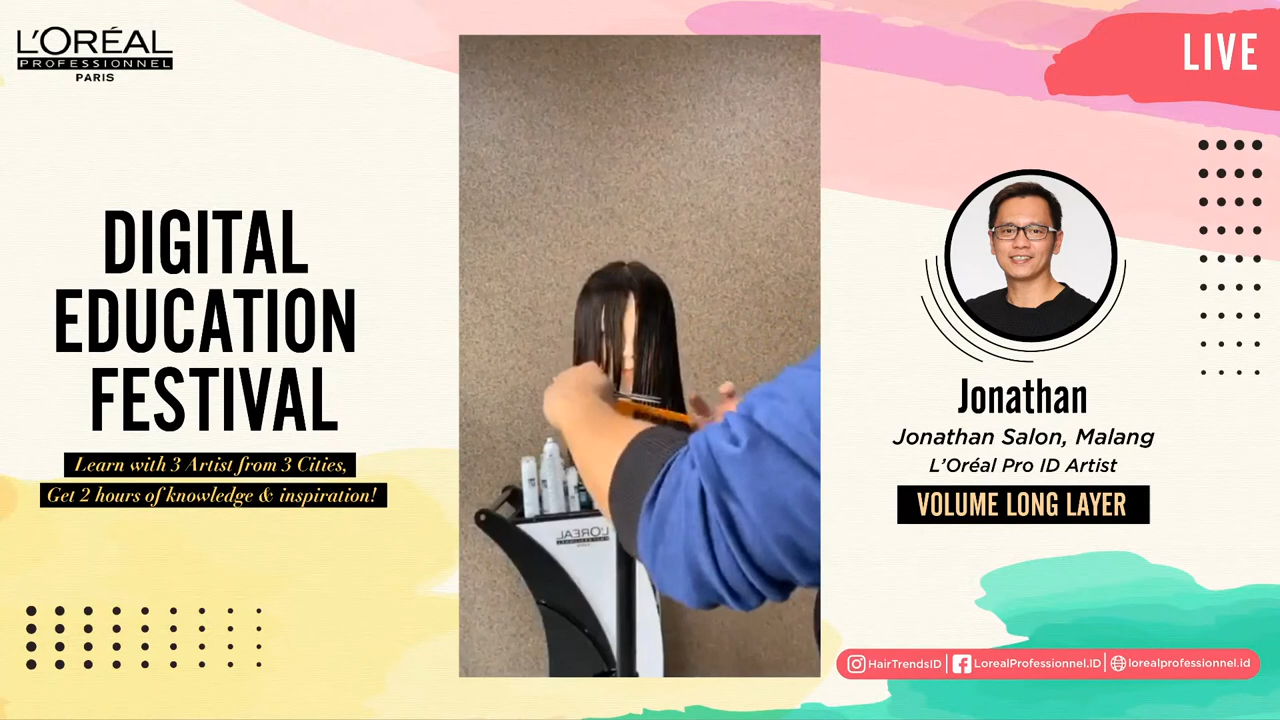 L'ORÉAL
PROFESSIONNEL
PARIS
LIVE
DIGITAL
EDUCATION
FESTIVAL
Learn with 3 Artist from 3 Cities,
Get 2 hours of knowledge & inspiration!
L'ORÉAL
Jonathan
Jonathan Salon, Malang
L'Oréal Pro ID Artist
VOLUME LONG LAYER
HairTrendsID | LorealProfessionnel.ID | lorealprofessionnel.id